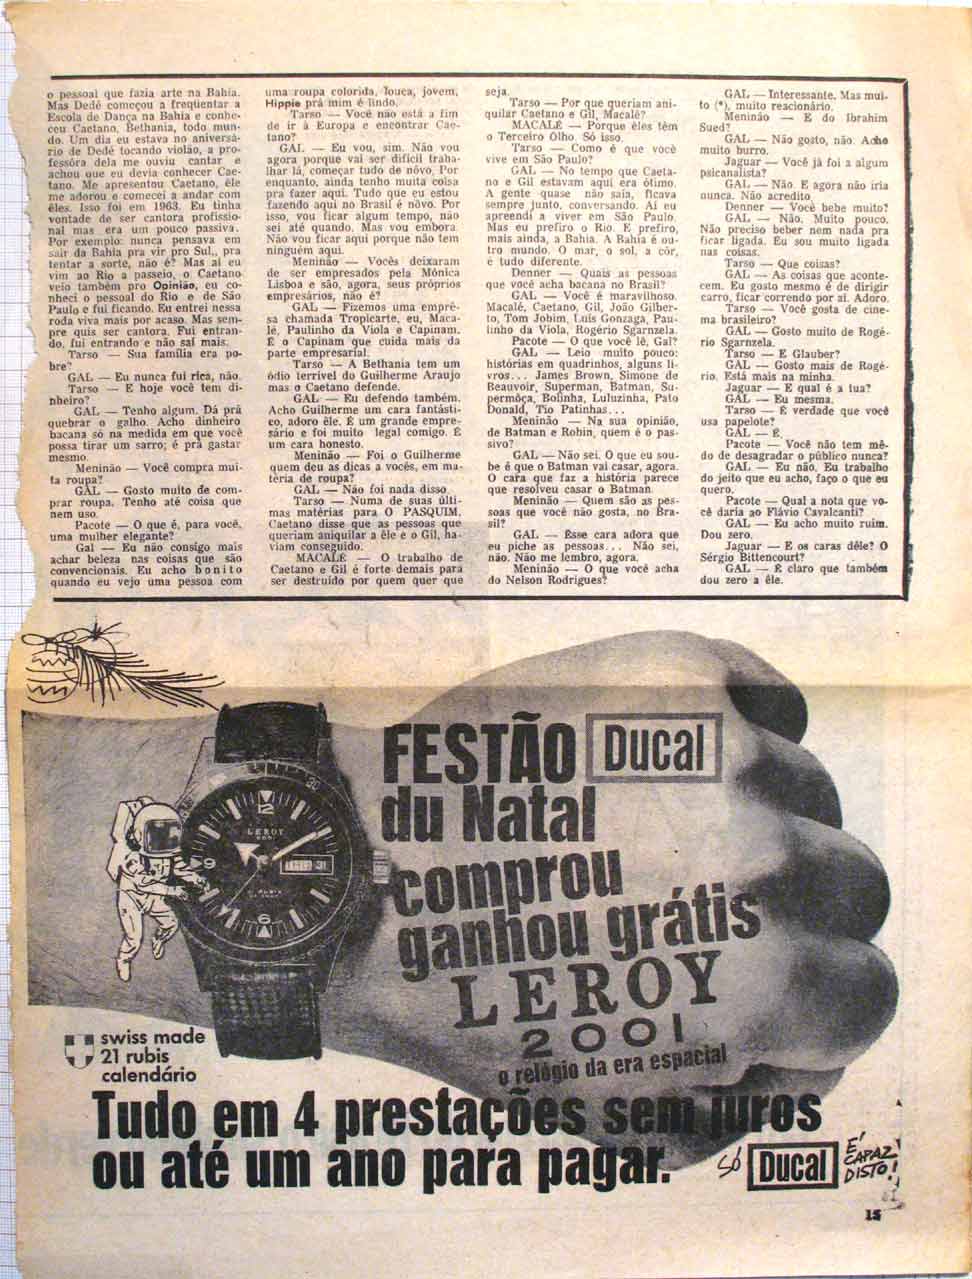 o pessoal que fazia arte na Bahia.
Mas Dedé começou a freqüentar a
Escola de Dança na Bahia e conhe-
ceu Caetano, Bethania, todo mun-
do. Um dia eu estava no aniversá-
rio de Dedé tocando violão, a pro-
fessôra dela me ouviu cantar e
achou que eu devia conhecer Cae-
tano. Me apresentou Caetano, êle
me adorou e comecei a andar com
êles. Isso foi em 1963. Eu tinha
vontade de ser cantora profissio-
nal mas era um pouco passiva.
Por exemplo: nunca pensava em
sair da Bahia pra vir pro Sul,, pra
tentar a sorte, não é? Mas aí eu
vim ao Rio a passeio, o Caetano
veio também pro Opinião, eu co-
nheci o pessoal do Rio e de São
Paulo e fui ficando. Eu entrei nessa
roda viva mais por acaso. Mas sem-
pre quis ser cantora. Fui entran-
do, fui entrando e não saí mais.
Tarso — Sua família era po-
bre?
GAL — Eu nunca fui rica, não.
Tarso — E hoje você tem di-
nheiro?
GAL — Tenho algum. Dá prá
quebrar o galho. Acho dinheiro
bacana só na medida em que você
possa tirar um sarro; é prá gastar
mesmo.
Meninão — Você compra mui-
ta roupa?
GAL — Gosto muito de com-
prar roupa. Tenho até coisa que
nem uso.
Pacote — O que é, para você,
uma mulher elegante?
Gal — Eu não consigo mais
achar beleza nas coisas que são
convencionais. Eu acho bonito
quando eu vejo uma pessoa com
uma roupa colorida, louca, jovem,
Hippie prá mim é lindo.
Tarso — Você não está a fim
de ir à Europa e encontrar Cae-
tano?
GAL — Eu vou, sim. Não vou
agora porque vai ser difícil traba-
lhar lá, começar tudo de nôvo. Por
enquanto, ainda tenho muita coisa
pra fazer aqui. Tudo que eu estou
fazendo aqui no Brasil é nôvo. Por
isso, vou ficar algum tempo, não
sei até quando. Mas vou embora.
Não vou ficar aqui porque não tem
ninguém aqui.
Meninão — Vocês deixaram
de ser empresados pela Mônica
Lisboa e são, agora, seus próprios
empresários, não é?
GAL — Fizemos uma emprê-
sa chamada Tropicarte, eu, Maca-
lé, Paulinho da Viola e Capinam.
É o Capinam que cuida mais da
parte empresarial.
Tarso — A Bethania tem um
ódio terrível do Guilherme Araujo
mas o Caetano defende.
GAL — Eu defendo também.
Acho Guilherme um cara fantásti-
co, adoro êle. É um grande empre-
sário e foi muito legal comigo. É
um cara honesto.
Meninão — Foi o Guilherme
quem deu as dicas a vocês, em ma-
téria de roupa?
GAL — Não foi nada disso.
Tarso — Numa de suas últi-
mas matérias para O PASQUIM,
Caetano disse que as pessoas que
queriam aniquilar a êle e o Gil, ha-
viam conseguido.
MACALÉ — O trabalho de
Caetano e Gil é forte demais para
ser destruído por quem quer que
seja.
Tarso — Por que queriam ani-
quilar Caetano e Gil, Macalé?
MACALÉ — Porque êles têm
o Terceiro Olho Só isso.
Tarso — Como é que você
vive em São Paulo?
GAL — No tempo que Caeta-
no e Gil estavam aqui era ótimo.
A gente quase não saía, ficava
sempre junto, conversando. Aí eu
apreendi a viver em São Paulo.
Mas eu prefiro o Rio. E prefiro,
mais ainda, a Bahia. A Bahia é ou-
tro mundo. O mar, o sol, a côr,
é tudo diferente.
Denner — Quais as pessoas
que você acha bacana no Brasil?
GAL — Você é maravilhoso.
Macalé, Caetano, Gil, João Gilber-
to, Tom Jobim, Luís Gonzaga, Pau-
linho da Viola, Rogério Sgarnzela.
Pacote — O que você lê, Gal?
GAL — Leio muito pouco:
histórias em quadrinhos, alguns li-
vros... James Brown, Simone de
Beauvoir, Superman, Batman, Su-
permôça, Bolinha, Luluzinha, Pato
Donald, Tio Patinhas...
Meninão — Na sua opinião,
de Batman e Robin, quem é o pas-
sivo?
GAL — Não sei. O que eu sou-
be é que o Batman vai casar, agora.
O cara que faz a história parece
que resolveu casar o Batman.
Meninão — Quem são as pes-
soas que você não gosta, no Bra-
sil?
GAL — Esse cara adora que
eu piche as pessoas... Não sei,
não. Não me lembro, agora.
Meninão — O que você acha
do Nelson Rodrigues?
GAL — Interessante. Mas mui-
to (*), muito reacionário.
Meninão — E do Ibrahim
Sued?
GAL — Não gosto, não. Acho
muito burro.
Jaguar — Você já foi a algum
psicanalista?
GAL — Não. E agora não iria
nunca. Não acredito.
Denner — Você bebe muito?
GAL — Não. Muito pouco.
Não preciso beber nem nada pra
ficar ligada. Eu sou muito ligada
nas coisas.
Tarso — Que coisas?
GAL — As coisas que aconte-
cem. Eu gosto mesmo é de dirigir
carro, ficar correndo por aí. Adoro.
Tarso — Você gosta de cine-
ma brasileiro?
GAL — Gosto muito de Rogé-
rio Sgarnzela.
Tarso — E Glauber?
GAL — Gosto mais de Rogé-
rio. Está mais na minha.
Jaguar — E qual é a tua?
GAL — Eu mesma.
Tarso — É verdade que você
usa papelote?
GAL — É.
Pacote — Você não tem mê-
do de desagradar o público nunca?
GAL — Eu não. Eu trabalho
do jeito que eu acho, faço o que eu
quero.
Pacote — Qual a nota que vo-
cê daria ao Flávio Cavalcanti?
GAL — Eu acho muito ruim.
Dou zero.
Jaguar — E os caras dêle? O
Sérgio Bittencourt?
GAL — É claro que também
dou zero a êle.
FESTÃO Ducal
du Natal
comprou
ganhou grátis
LEROY
2001
o relógio da era espacial
12
LEROY
9
31
6
swiss made
21 rubis
calendário
Tudo em 4 prestações sem juros
ou até um ano para pagar.
SÓ Ducal É CAPAZ DISTO!
15